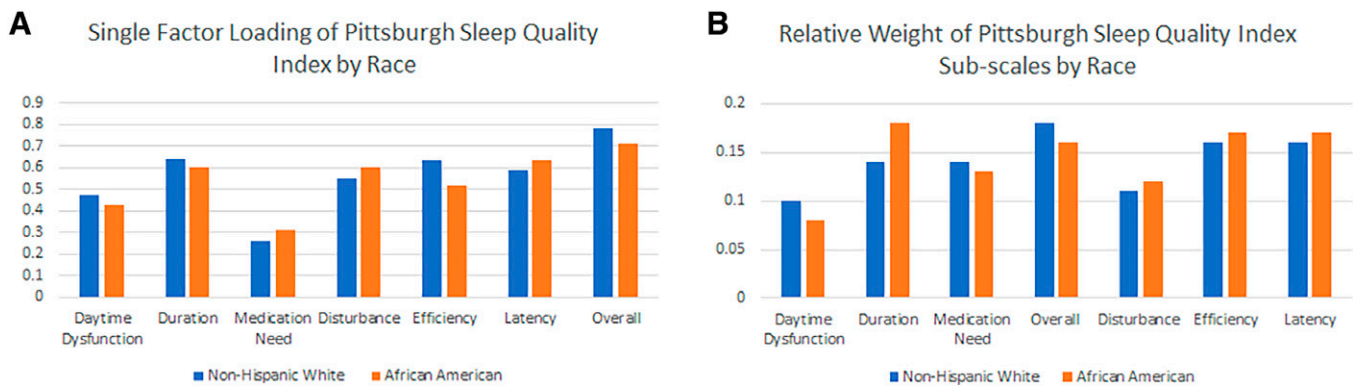 A
Single Factor Loading of Pittsburgh Sleep Quality
Index by Race
0.9
0.8
0.7
0.6
0.5
0.4
0.3
0.2
0.1
0
Daytime Duration Medication Disturbance Efficiency Latency Overall
Dysfunction Need
Non-Hispanic White African American
B
Relative Weight of Pittsburgh Sleep Quality Index
Sub-scales by Race
0.2
0.15
0.1
0.05
0
Daytime Duration Medication Overall Disturbance Efficiency Latency
Dysfunction Need
Non-Hispanic White African American